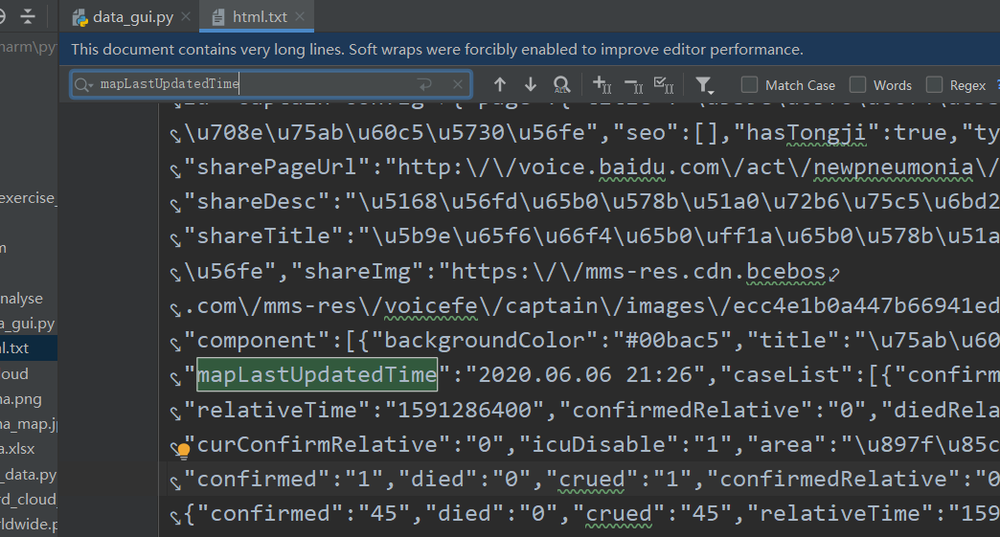 data_gui.py
html.txt
This document contains very long lines. Soft wraps were forcibly enabled to improve editor performance.
mapLastUpdatedTime
Match Case
Words
Regex
\u708e\u75ab\u60c5\u5730\u56fe","seo":[],"hasTongji":true,"ty
"sharePageUrl":"http:\/\/voice.baidu.com\/act\/newpneumonia\/
exercise_
"shareDesc":"\u5168\u56fd\u65b0\u578b\u51a0\u72b6\u75c5\u6bd2
"shareTitle":"\u5b9e\u65f6\u66f4\u65b0\uff1a\u65b0\u578b\u51a
\u56fe","shareImg":"https:\/\/mms-res.cdn.bcebos
nalyse
.com\/mms-res\/voicefe\/captain\/images\/ecc4e1b0a447b66941ed
a_gui.py
"component":[{"backgroundColor":"#00bac5","title":"\u75ab\u60
l.txt
"mapLastUpdatedTime":"2020.06.06 21:26","caseList":[{"confirm
oud
na.png
"relativeTime":"1591286400","confirmedRelative":"0","diedRela
na_map.jp
"curConfirmRelative":"0","icuDisable":"1","area":"\u897f\u85c
a.xlsx
_data.py
"confirmed":"1","died":"0","crued":"1","confirmedRelative":"0
rd_cloud_
{"confirmed":"45","died":"0","crued":"45","relativeTime":"159
rldwide.p